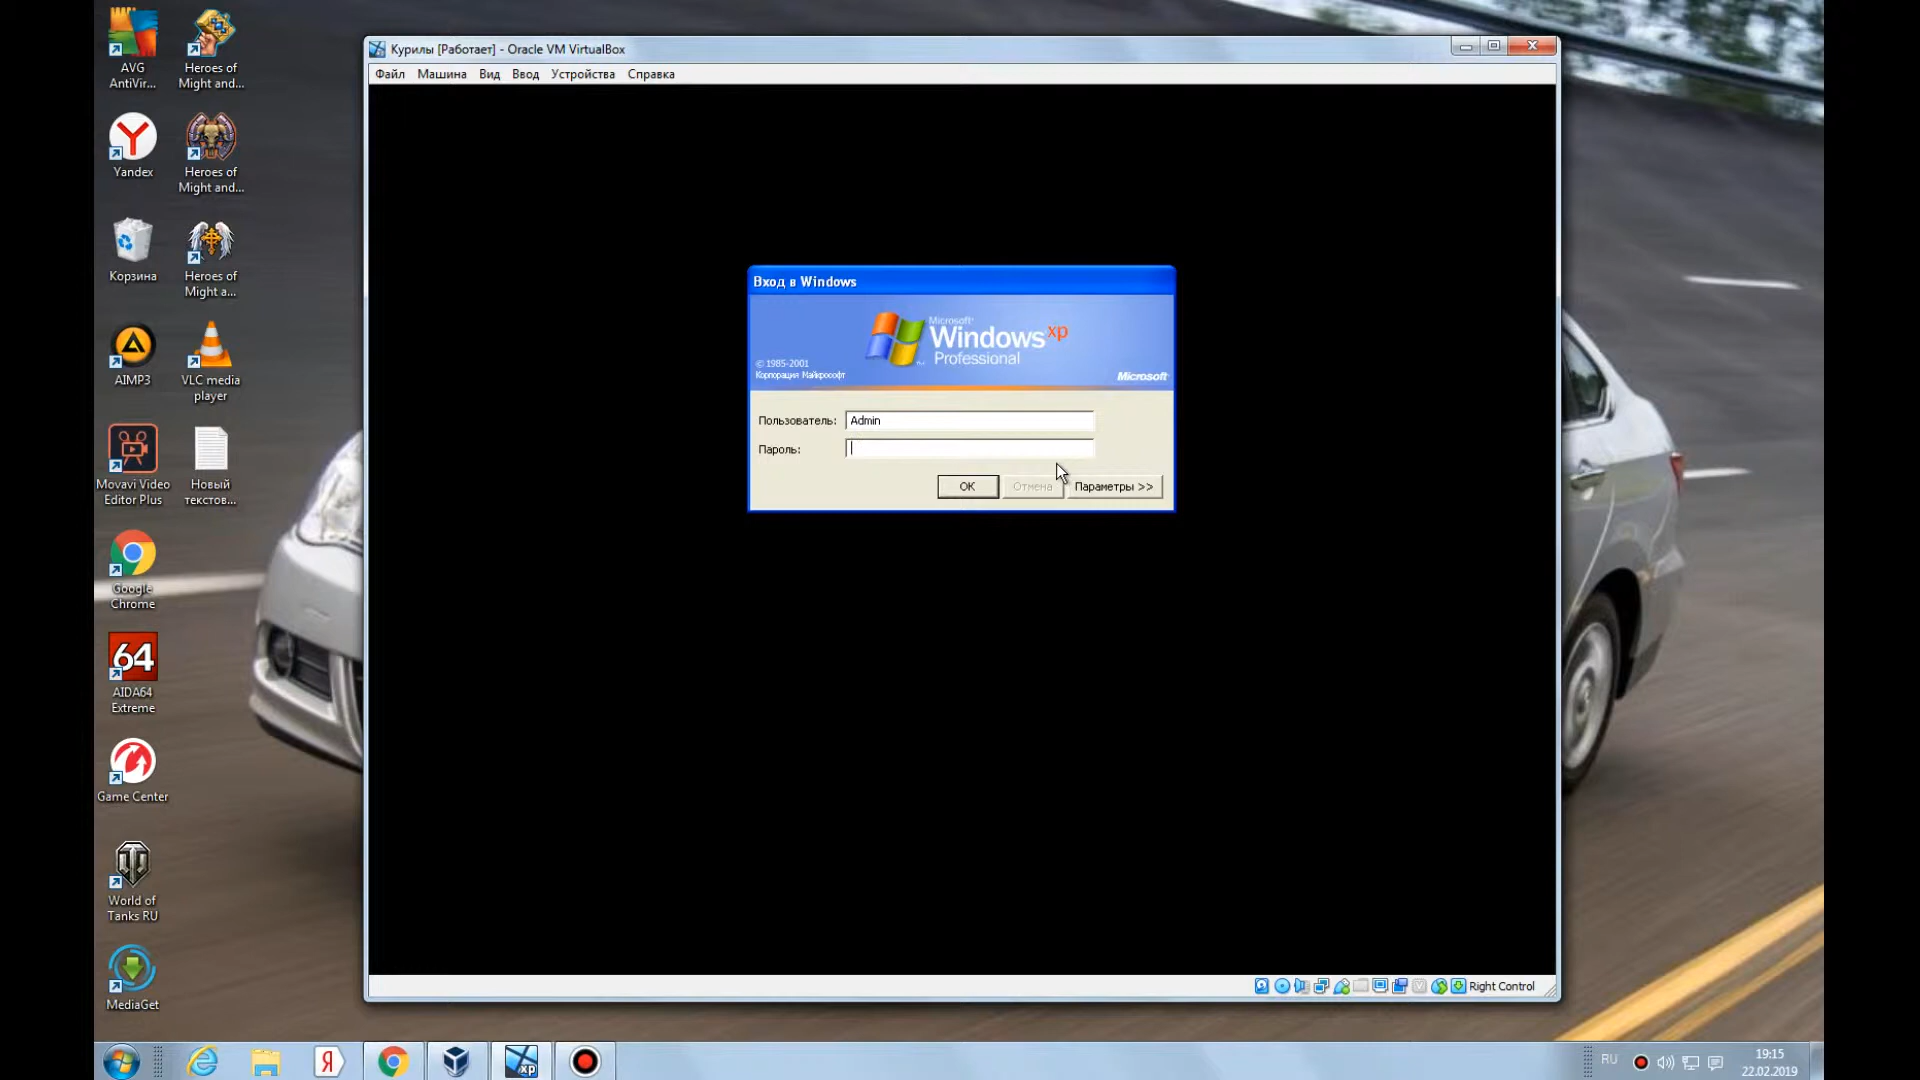 AVG
AntiVir...
Heroes of
Might and...
Yandex
Heroes of
Might and...
Корзина
Heroes of
Might a...
AIMP3
VLC media
player
Movavi Video
Editor Plus
Новый
текстов...
Google
Chrome
64
AIDA64
Extreme
Game Center
World of
Tanks RU
MediaGet
Курилы [Работает] - Oracle VM VirtualBox
Файл Машина Вид Ввод Устройства Справка
Вход в Windows
Microsoft®
Windows xp
Professional
© 1985-2001
Корпорация Майкрософт
Microsoft®
Пользователь: Admin
Пароль:
OK Отмена Параметры >>
Right Control
Я
xp
RU
19:15
22.02.2019